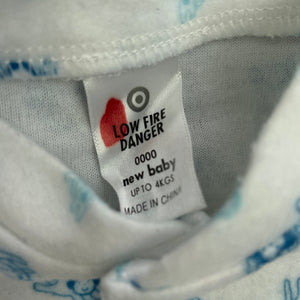 LOW FIRE
DANGER
0000
new baby
UP TO 4KGS
MADE IN CHINA